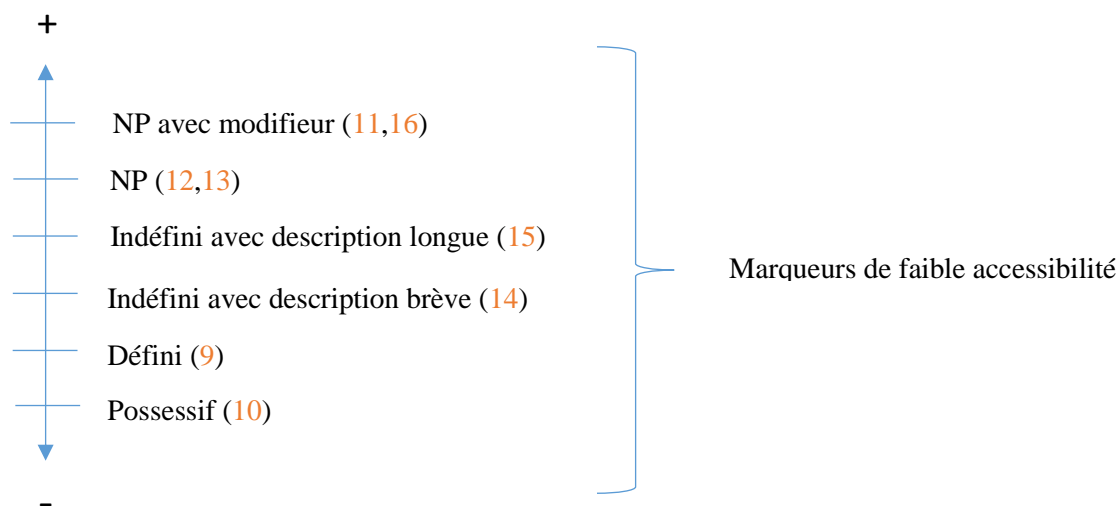 +
NP avec modifieur (11,16)
NP (12,13)
Indéfini avec description longue (15)
Indéfini avec description brève (14)
Marqueurs de faible accessibilité
Défini (9)
Possessif (10)
-